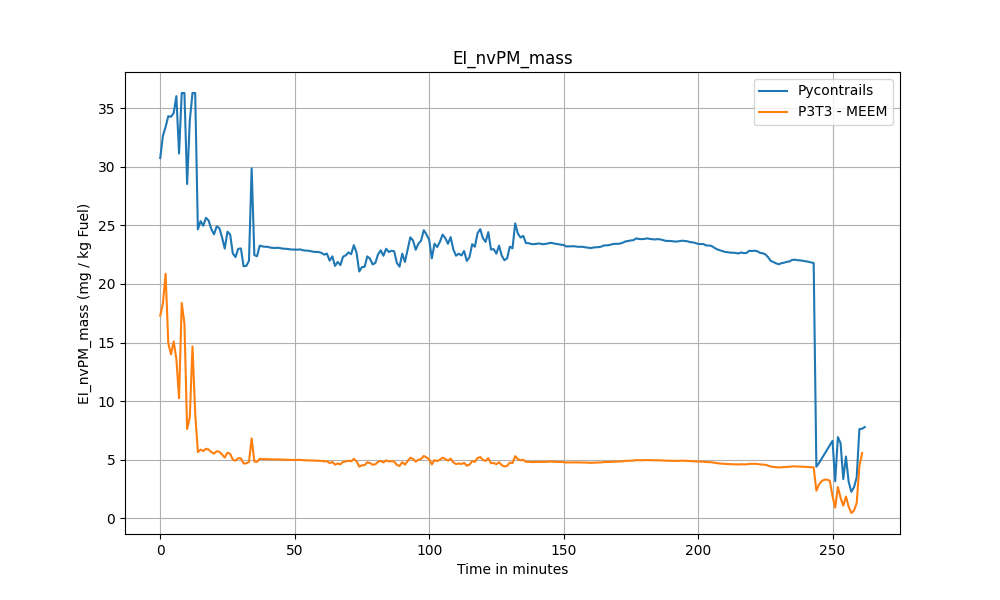 EI_nvPM_mass
Pycontrails
P3T3 - MEEM
EI_nvPM_mass (mg / kg Fuel)
35
30
25
20
15
10
5
0
0 50 100 150 200 250
Time in minutes